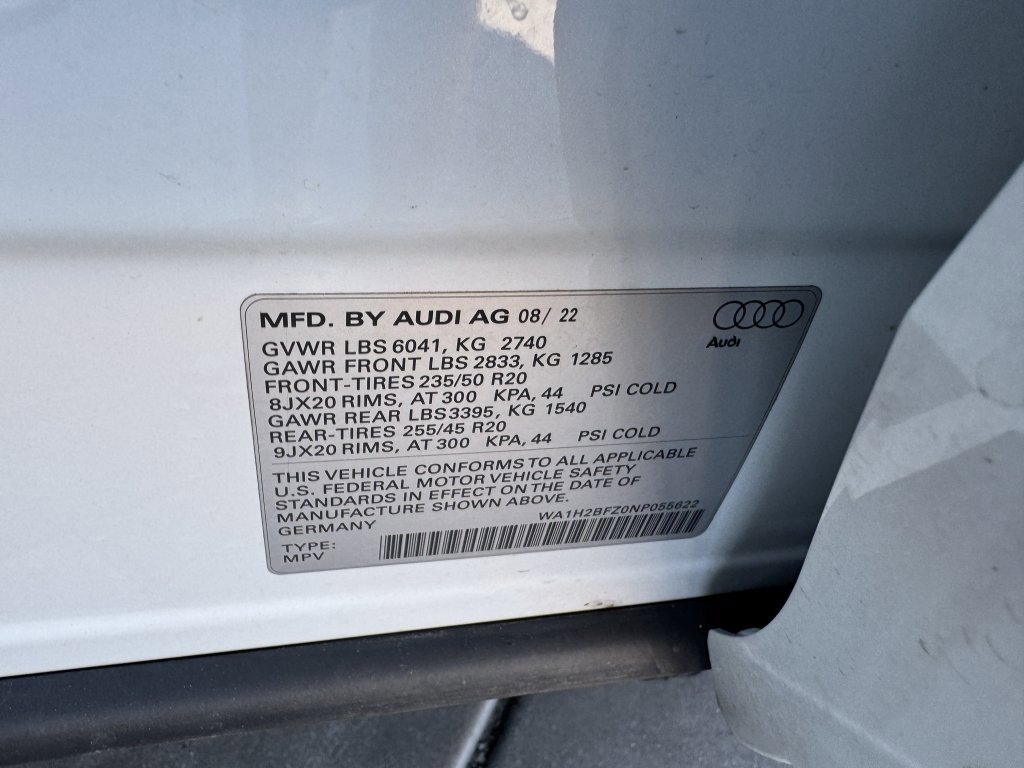 MFD. BY AUDI AG 08/ 22
Audi
GVWR LBS 6041, KG 2740
GAWR FRONT LBS 2833, KG 1285
FRONT-TIRES 235/50 R20
8JX20 RIMS, AT 300 KPA, 44 PSI COLD
GAWR REAR LBS3395, KG 1540
REAR-TIRES 255/45 R20
9JX20 RIMS, AT 300 KPA, 44 PSI COLD
THIS VEHICLE CONFORMS TO ALL APPLICABLE
U.S. FEDERAL MOTOR VEHICLE SAFETY
STANDARDS IN EFFECT ON THE DATE OF
MANUFACTURE SHOWN ABOVE.
GERMANY WA1H2BFZ0NP055622
TYPE:
MPV